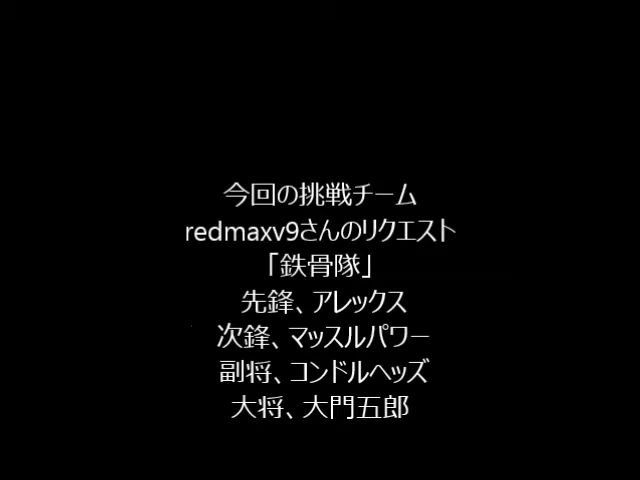 今回の挑戦チーム
redmaxv9さんのリクエスト
「鉄骨隊」
先鋒、アレックス
次鋒、マッスルパワー
副将、コンドルヘッズ
大将、大門五郎